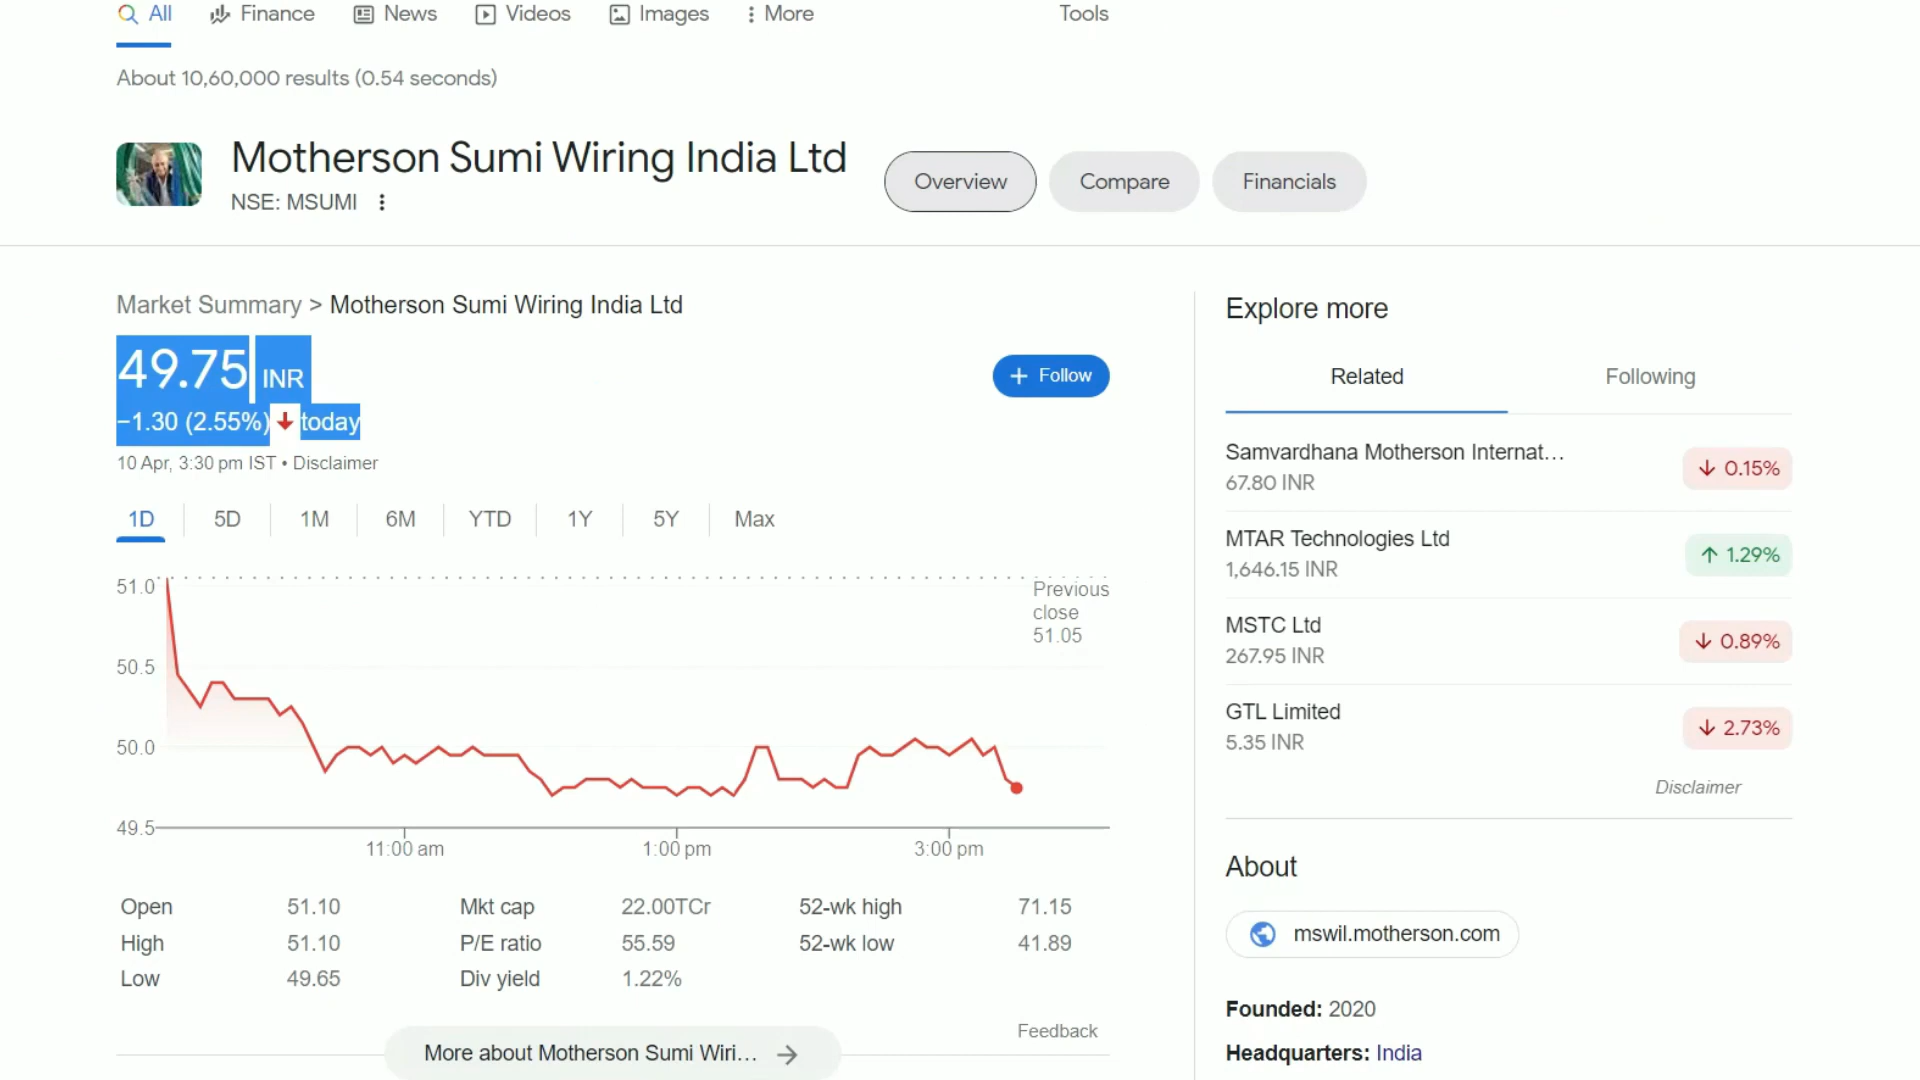 All Finance News Videos Images More Tools
About 10,60,000 results (0.54 seconds)
Motherson Sumi Wiring India Ltd
NSE: MSUMI
Overview Compare Financials
Market Summary > Motherson Sumi Wiring India Ltd
49.75 INR
−1.30 (2.55%) today
10 Apr, 3:30 pm IST • Disclaimer
+ Follow
1D 5D 1M 6M YTD 1Y 5Y Max
51.0
50.5
50.0
49.5
Previous
close
51.05
11:00 am 1:00 pm 3:00 pm
Open 51.10 Mkt cap 22.00TCr 52-wk high 71.15
High 51.10 P/E ratio 55.59 52-wk low 41.89
Low 49.65 Div yield 1.22%
Feedback
More about Motherson Sumi Wiri... →
Explore more
Related Following
Samvardhana Motherson Internat...
67.80 INR
↓ 0.15%
MTAR Technologies Ltd
1,646.15 INR
↑ 1.29%
MSTC Ltd
267.95 INR
↓ 0.89%
GTL Limited
5.35 INR
↓ 2.73%
Disclaimer
About
mswil.motherson.com
Founded: 2020
Headquarters: India